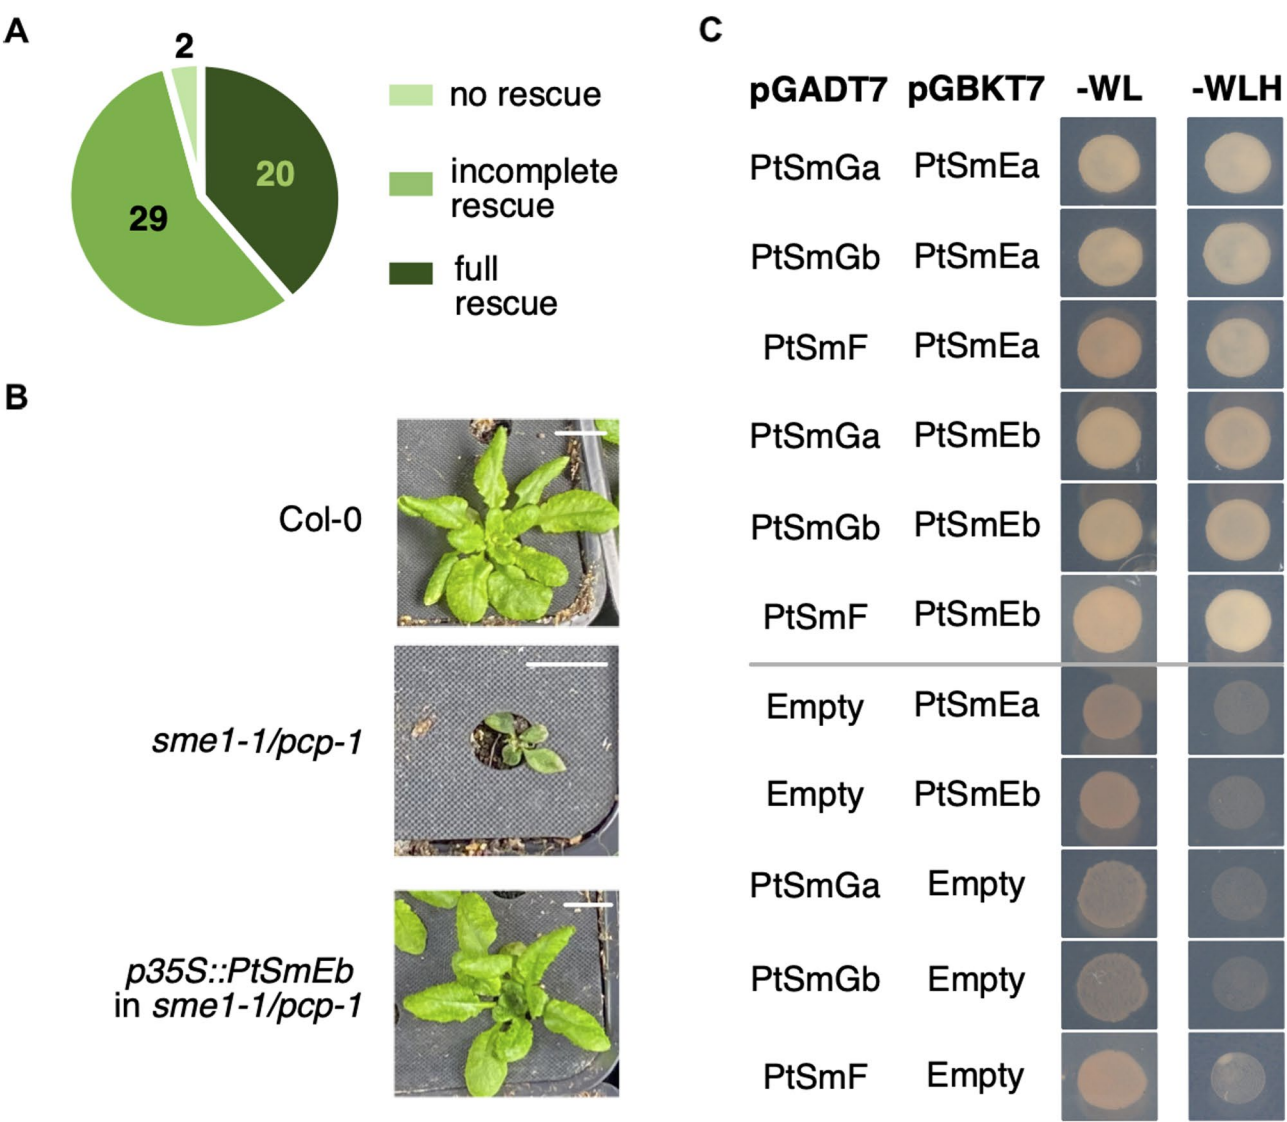 A
2
20
29
no rescue
incomplete
rescue
full
rescue
B
Col-0
sme1-1/pcp-1
p35S::PtSmEb
in sme1-1/pcp-1
C
pGADT7 pGBKT7 -WL -WLH
PtSmGa PtSmEa
PtSmGb PtSmEa
PtSmF PtSmEa
PtSmGa PtSmEb
PtSmGb PtSmEb
PtSmF PtSmEb
Empty PtSmEa
Empty PtSmEb
PtSmGa Empty
PtSmGb Empty
PtSmF Empty